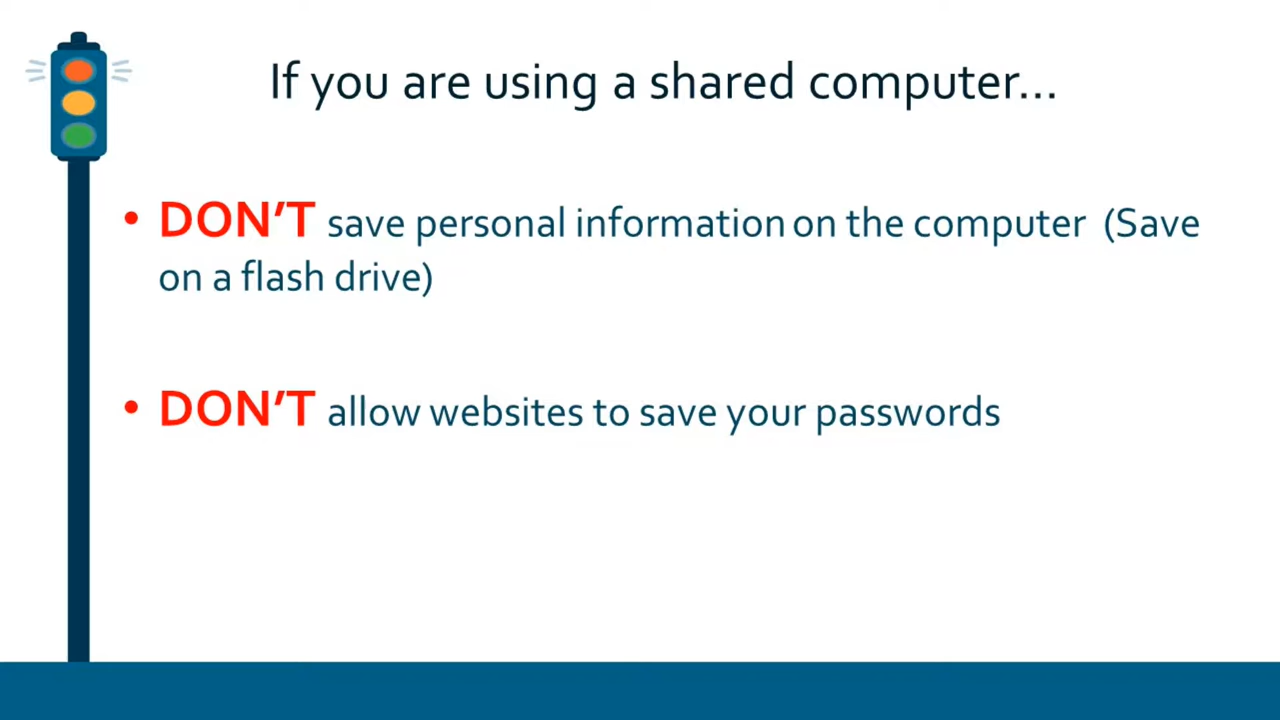 If you are using a shared computer...
• DON'T save personal information on the computer (Save
on a flash drive)
• DON'T allow websites to save your passwords